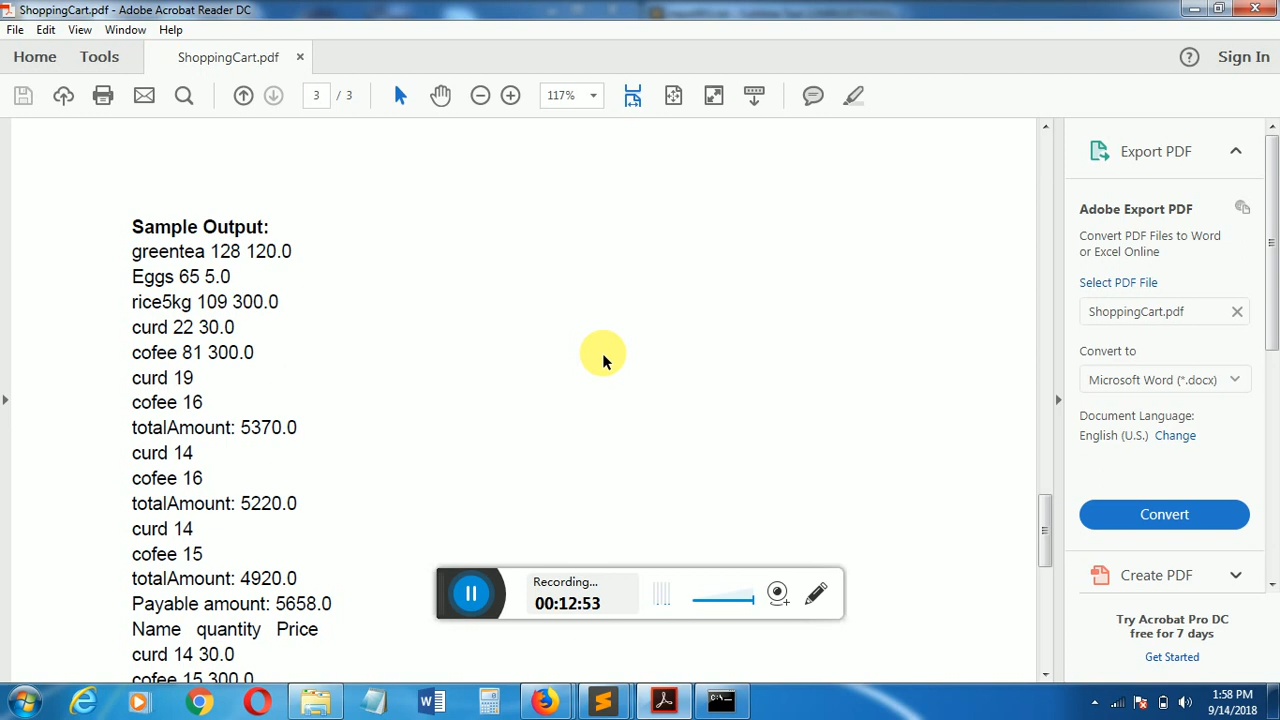 ShoppingCart.pdf - Adobe Acrobat Reader DC
File Edit View Window Help
Home Tools ShoppingCart.pdf × ? Sign In
3 / 3 117%
Sample Output:
greentea 128 120.0
Eggs 65 5.0
rice5kg 109 300.0
curd 22 30.0
cofee 81 300.0
curd 19
cofee 16
totalAmount: 5370.0
curd 14
cofee 16
totalAmount: 5220.0
curd 14
cofee 15
totalAmount: 4920.0
Payable amount: 5658.0
Name quantity Price
curd 14 30.0
cofee 15 300.0
Recording...
00:12:53
Export PDF
Adobe Export PDF
Convert PDF Files to Word
or Excel Online
Select PDF File
ShoppingCart.pdf
Convert to
Microsoft Word (*.docx)
Document Language:
English (U.S.) Change
Convert
Create PDF
Try Acrobat Pro DC
free for 7 days
Get Started
1:58 PM
9/14/2018